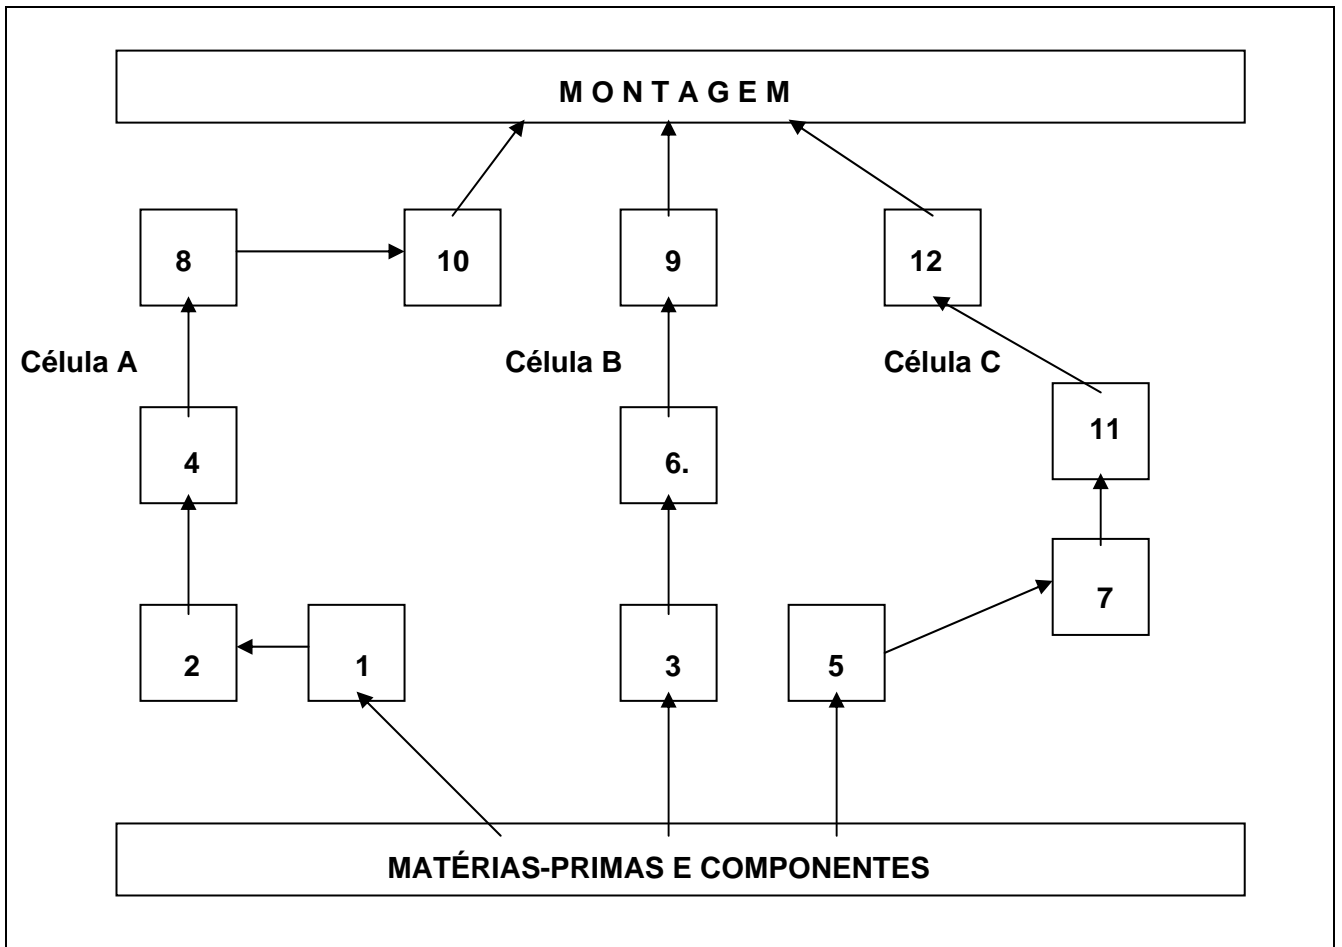 M O N T A G E M
8
10
9
12
Célula A
Célula B
Célula C
4
6.
11
7
2
1
3
5
MATÉRIAS-PRIMAS E COMPONENTES